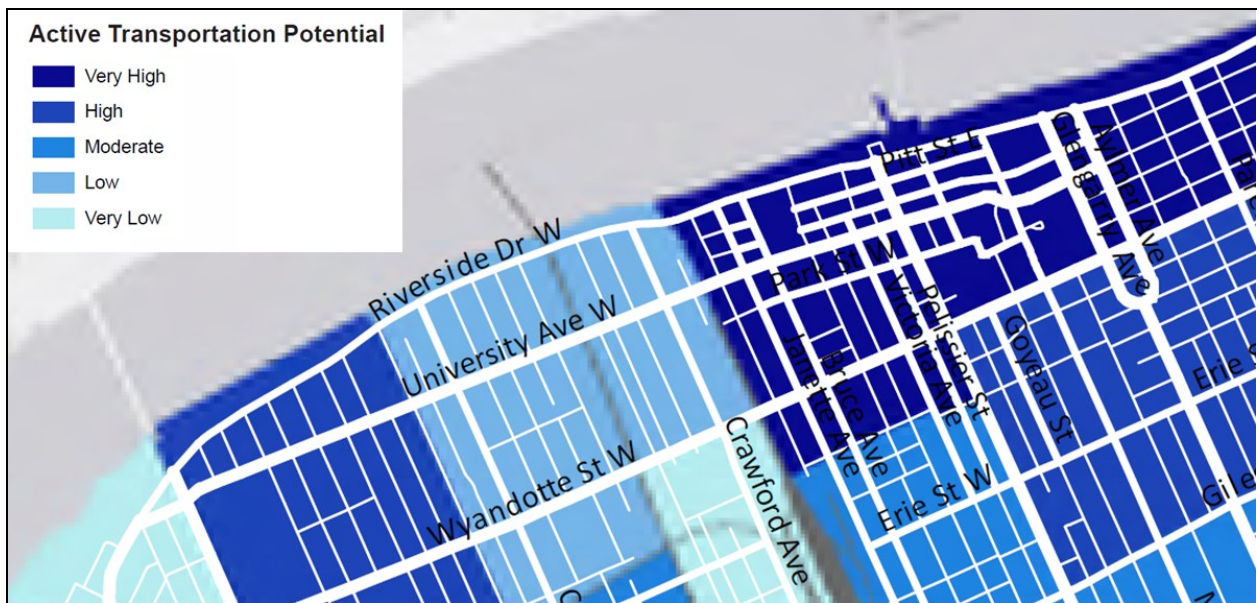 Active Transportation Potential
Very High
High
Moderate
Low
Very Low
Riverside Dr W
University Ave W
Wyandotte St W
Crawford Ave
Pitt St E
Park St W
Janette Ave
Bruce Ave
Victoria Ave
Pelissier St
Goyeau St
Glengarry Ave
Aylmer Ave
Erie St W
Erie S
Gile